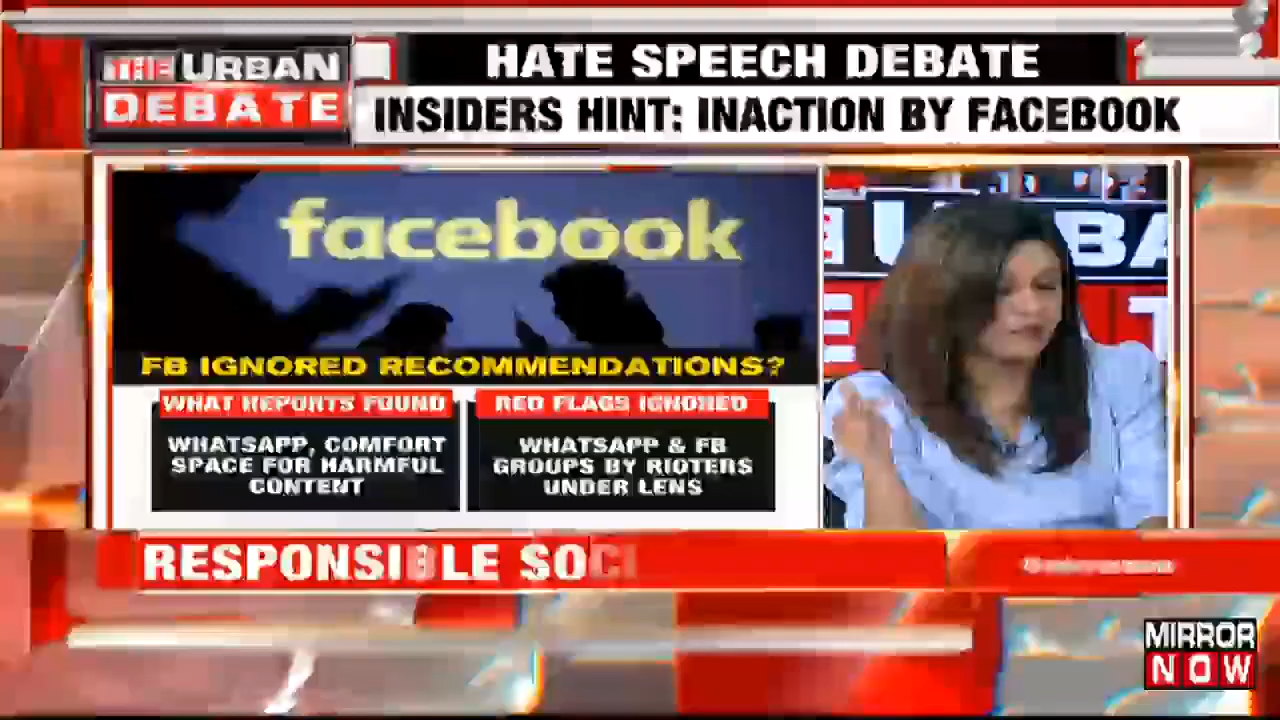 THE URBAN
DEBATE
HATE SPEECH DEBATE
INSIDERS HINT: INACTION BY FACEBOOK
facebook
FB IGNORED RECOMMENDATIONS?
WHAT REPORTS FOUND
WHATSAPP, COMFORT
SPACE FOR HARMFUL
CONTENT
RED FLAGS IGNORED
WHATSAPP & FB
GROUPS BY RIOTERS
UNDER LENS
RESPONSIBLE SOCI
MIRROR
NOW